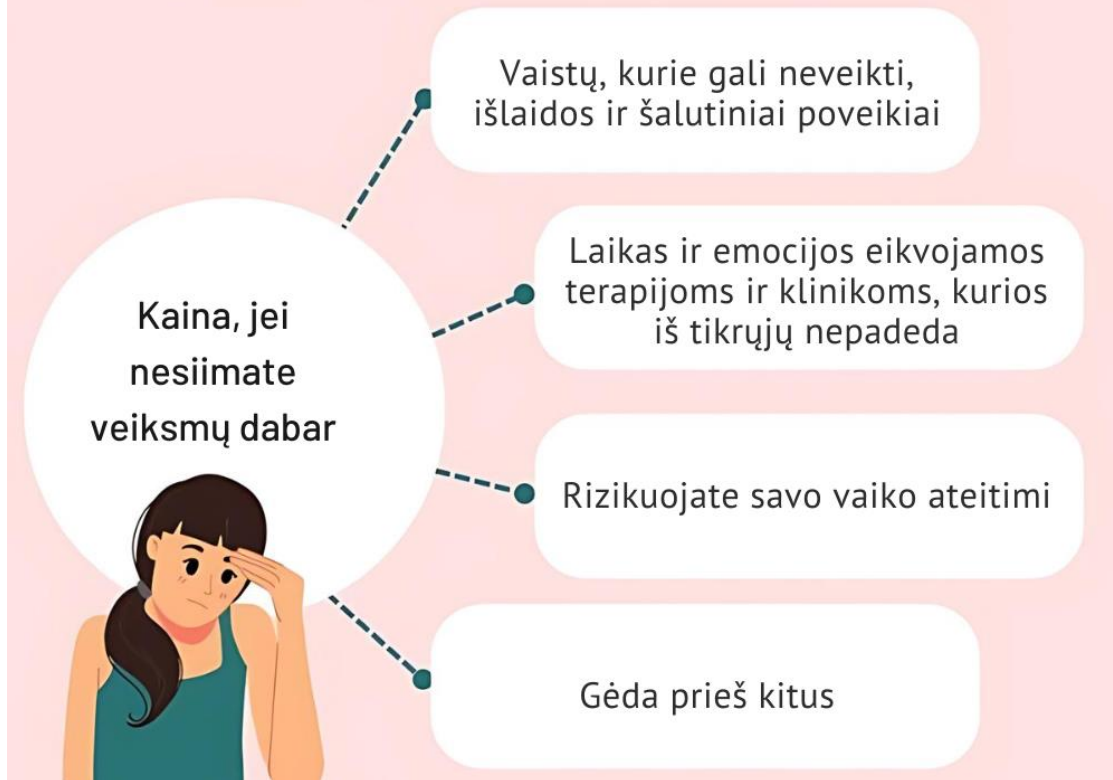 Vaistų, kurie gali neveikti,
išlaidos ir šalutiniai poveikiai
Kaina, jei
nesiimate
veiksmų dabar
Laikas ir emocijos eikvojamos
terapijoms ir klinikoms, kurios
iš tikrųjų nepadeda
Rizikuojate savo vaiko ateitimi
Gėda prieš kitus